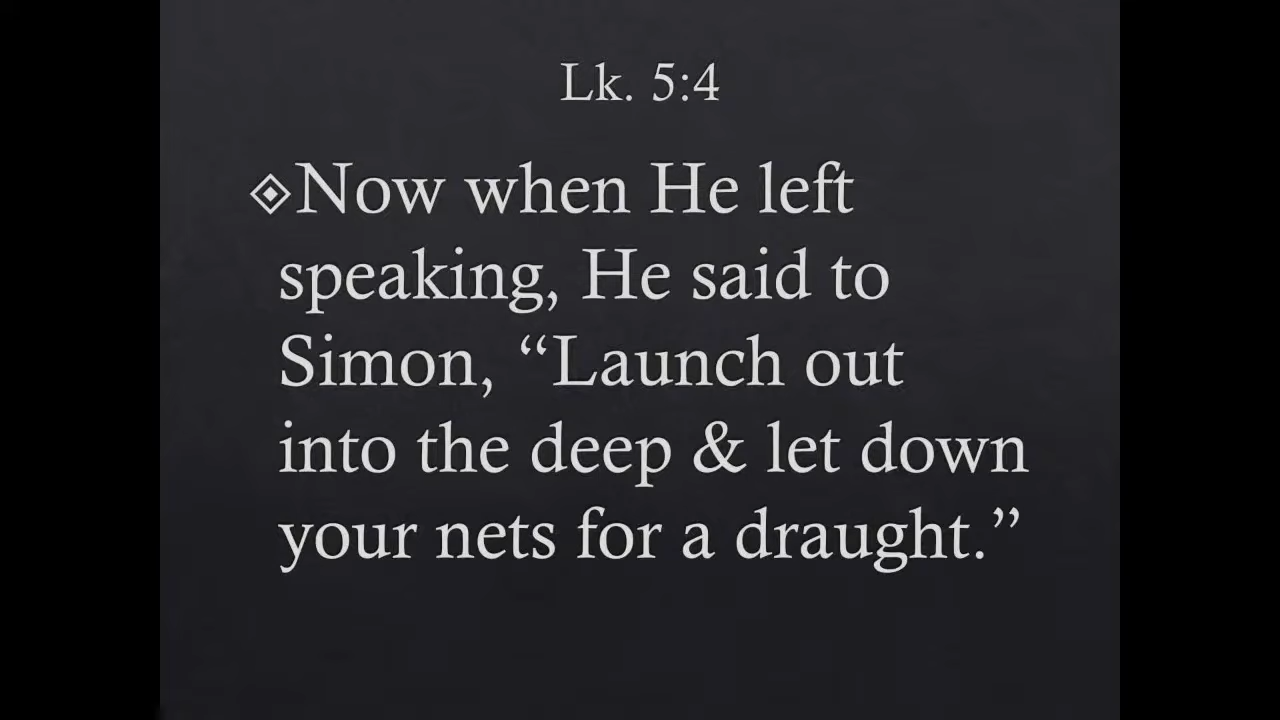 Lk. 5:4
Now when He left
speaking, He said to
Simon, “Launch out
into the deep & let down
your nets for a draught.”